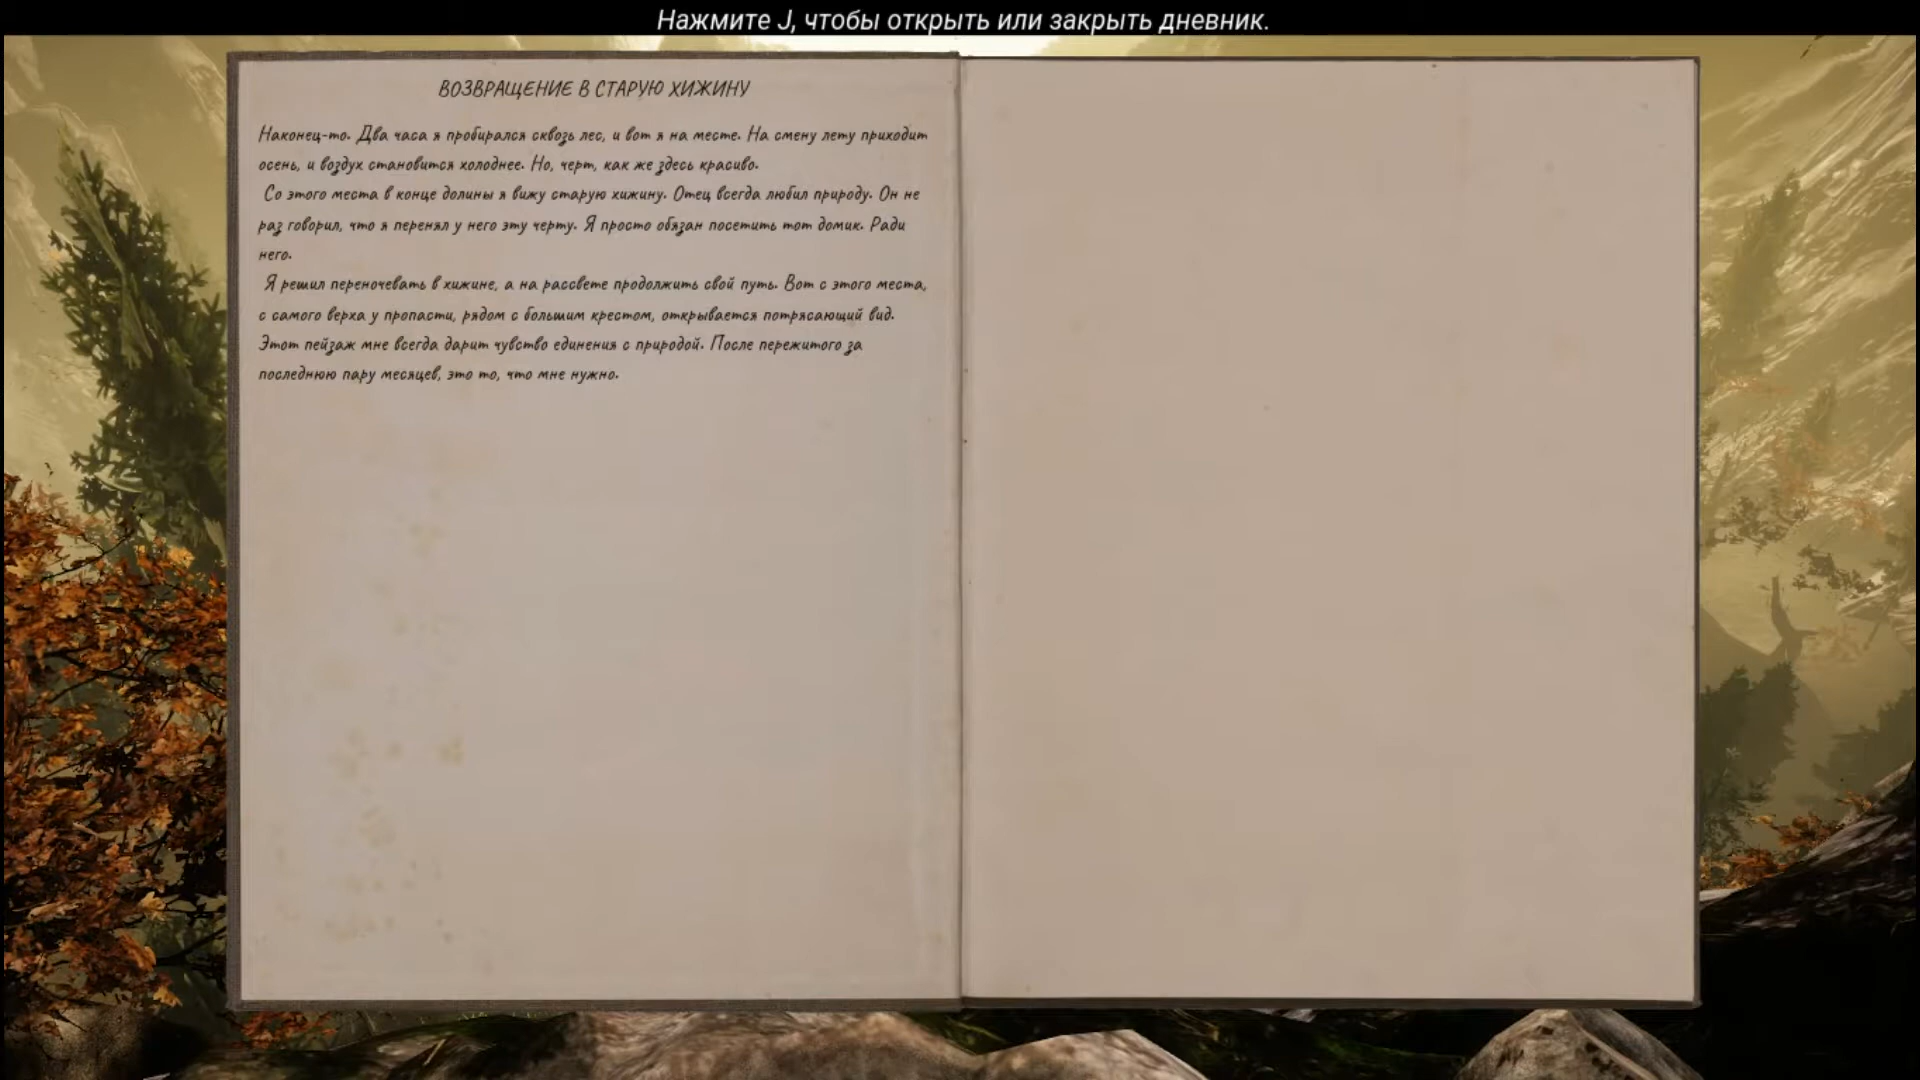 Нажмите J, чтобы открыть или закрыть дневник.
ВОЗВРАЩЕНИЕ В СТАРУЮ ХИЖИНУ
Наконец-то. Два часа я пробирался сквозь лес, и вот я на месте. На смену лету приходит
осень, и воздух становится холоднее. Но, черт, как же здесь красиво.
Со этого места в конце долины я вижу старую хижину. Отец всегда любил природу. Он не
раз говорил, что я перенял у него эту черту. Я просто обязан посетить тот домик. Ради
него.
Я решил переночевать в хижине, а на рассвете продолжить свой путь. Вот с этого места,
с самого верха у пропасти, рядом с большим крестом, открывается потрясающий вид.
Этот пейзаж мне всегда дарит чувство единения с природой. После пережитого за
последнюю пару месяцев, это то, что мне нужно.